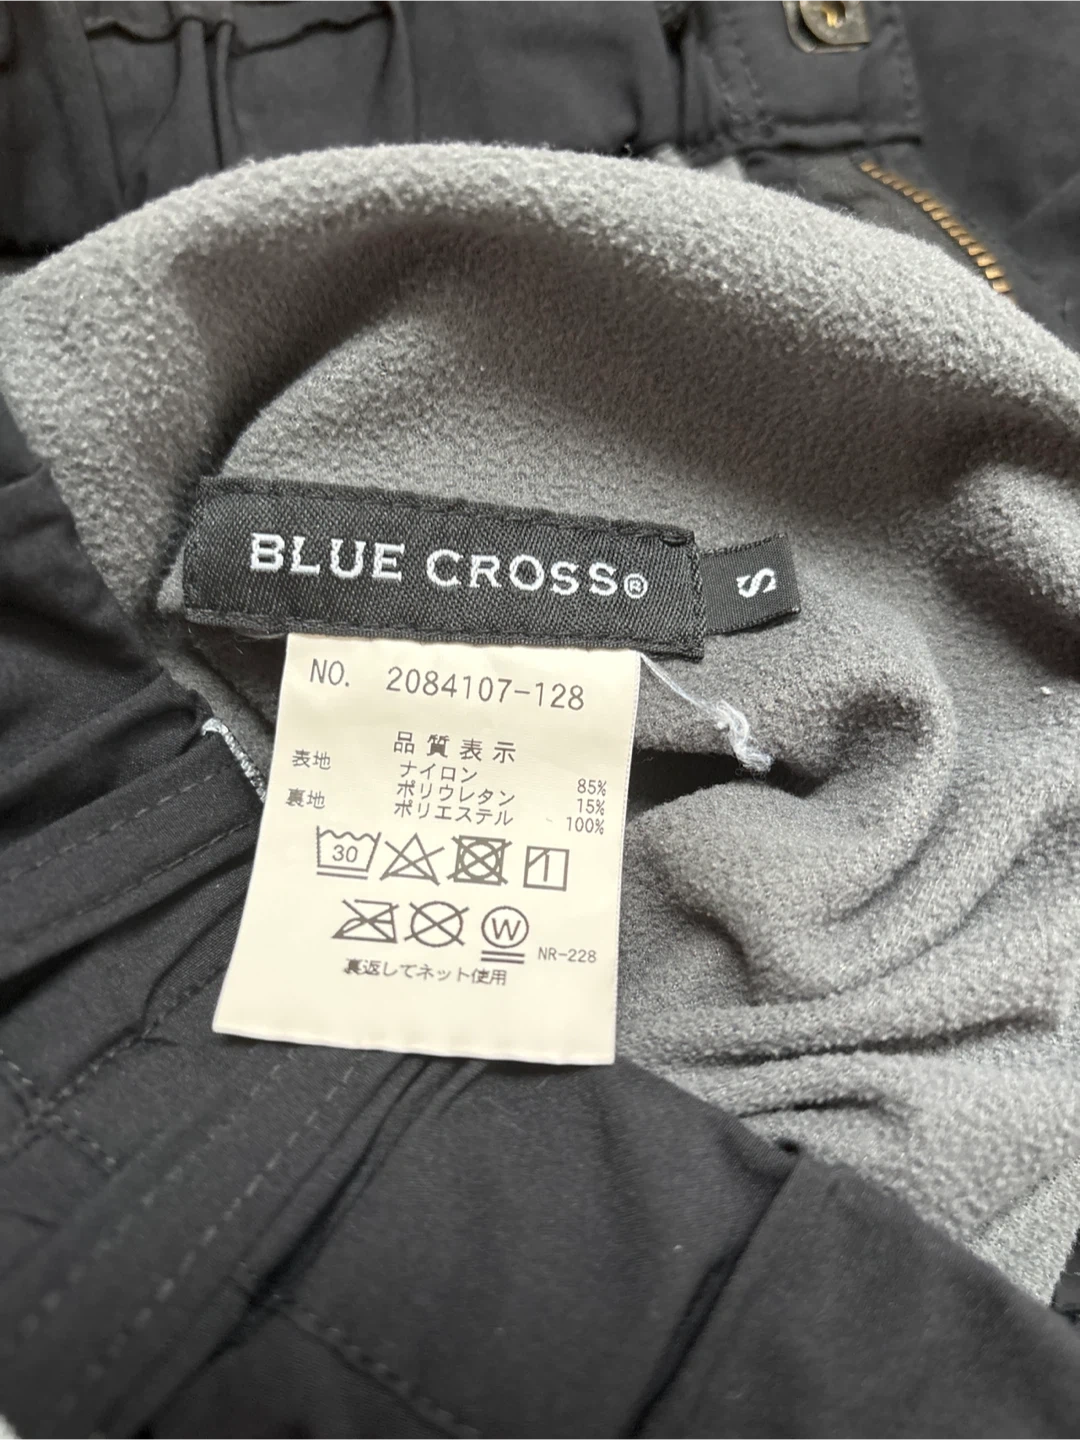 BLUE CROSS®
S
NO. 2084107-128
品質表示
表地 ナイロン 85%
ポリウレタン 15%
裏地 ポリエステル 100%
30
W
NR-228
裏返してネット使用